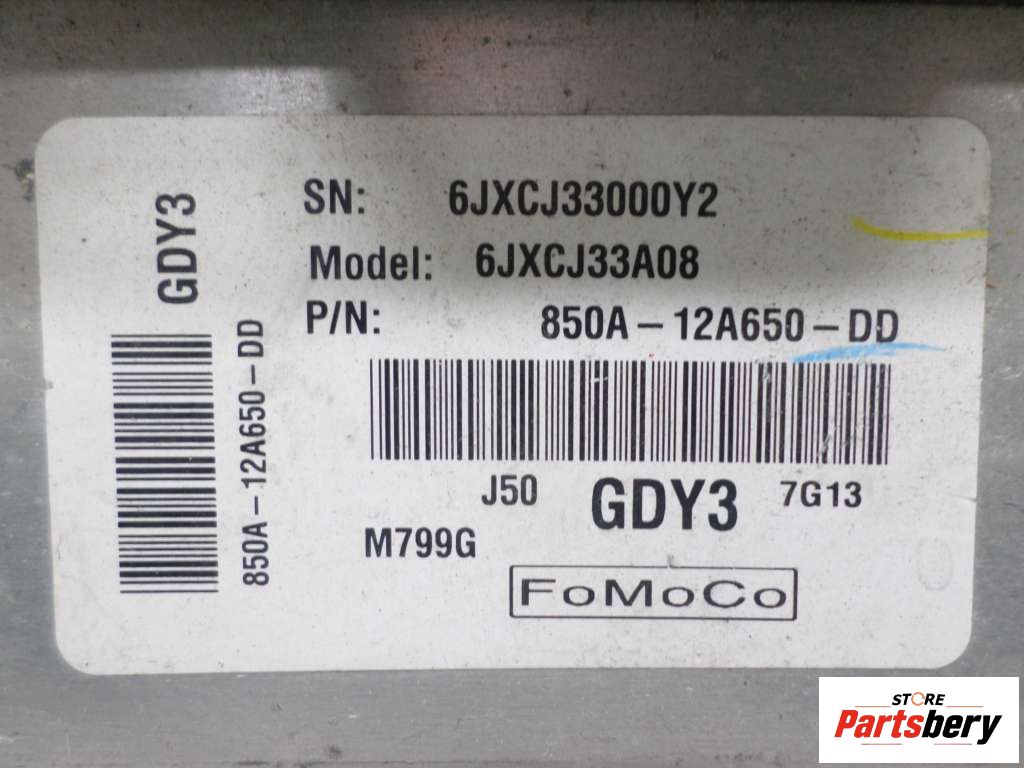 GDY3
850A-12A650-DD
SN: 6JXCJ33000Y2
Model: 6JXCJ33A08
P/N: 850A-12A650-DD
J50 GDY3 7G13
M799G
FoMoCo
STORE
Partsbery